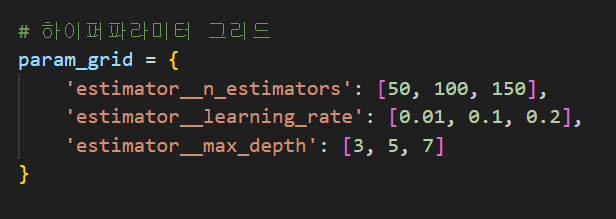 # 하이퍼파라미터 그리드
param_grid = {
    'estimator__n_estimators': [50, 100, 150],
    'estimator__learning_rate': [0.01, 0.1, 0.2],
    'estimator__max_depth': [3, 5, 7]
}